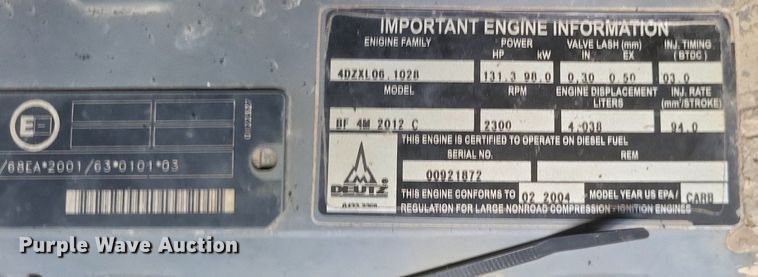 IMPORTANT ENGINE INFORMATION
ENIGINE FAMILY POWER VALVE LASH (mm) INJ. TIMING
HP kW IN EX (BTDC)
4DZXL06.1028 131.3 98.0 0.30 0.50 03.0
MODEL RPM ENGINE DISPLACEMENT INJ. RATE
LITERS (mm³/STROKE)
BF 4M 2012 C 2300 4.038 94.0
THIS ENGINE IS CERTIFIED TO OPERATE ON DIESEL FUEL
SERIAL NO. REM
00921872
DEUTZ
THIS ENGINE CONFORMS TO 02 2004 MODEL YEAR US EPA / CARB
REGULATION FOR LARGE NONROAD COMPRESSION-IGNITION ENGINES
E
/68EA*2001/63*0101*03
Purple Wave Auction